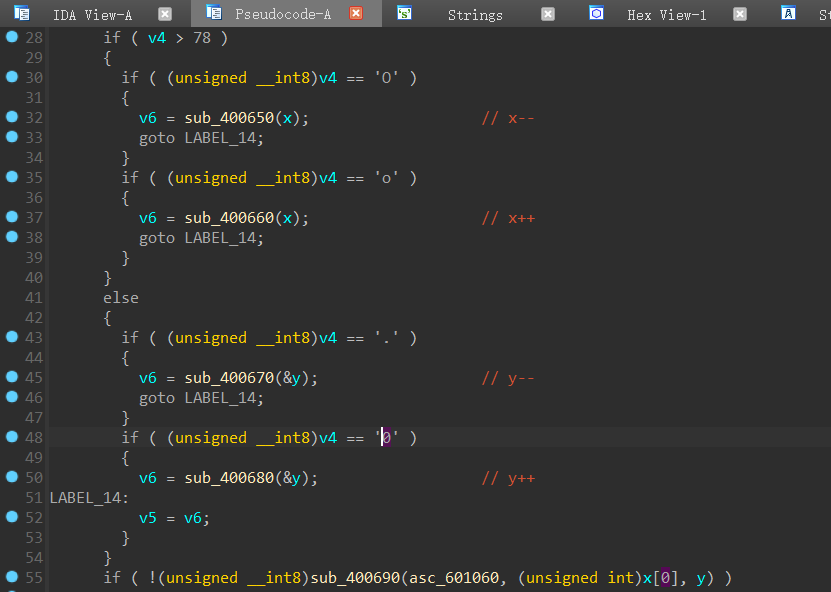 IDA View-A Pseudocode-A Strings Hex View-1 St
28 if ( v4 > 78 )
29 {
30 if ( (unsigned __int8)v4 == 'O' )
31 {
32 v6 = sub_400650(x); // x--
33 goto LABEL_14;
34 }
35 if ( (unsigned __int8)v4 == 'o' )
36 {
37 v6 = sub_400660(x); // x++
38 goto LABEL_14;
39 }
40 }
41 else
42 {
43 if ( (unsigned __int8)v4 == '.' )
44 {
45 v6 = sub_400670(&y); // y--
46 goto LABEL_14;
47 }
48 if ( (unsigned __int8)v4 == '0' )
49 {
50 v6 = sub_400680(&y); // y++
51 LABEL_14:
52 v5 = v6;
53 }
54 }
55 if ( !(unsigned __int8)sub_400690(asc_601060, (unsigned int)x[0], y) )